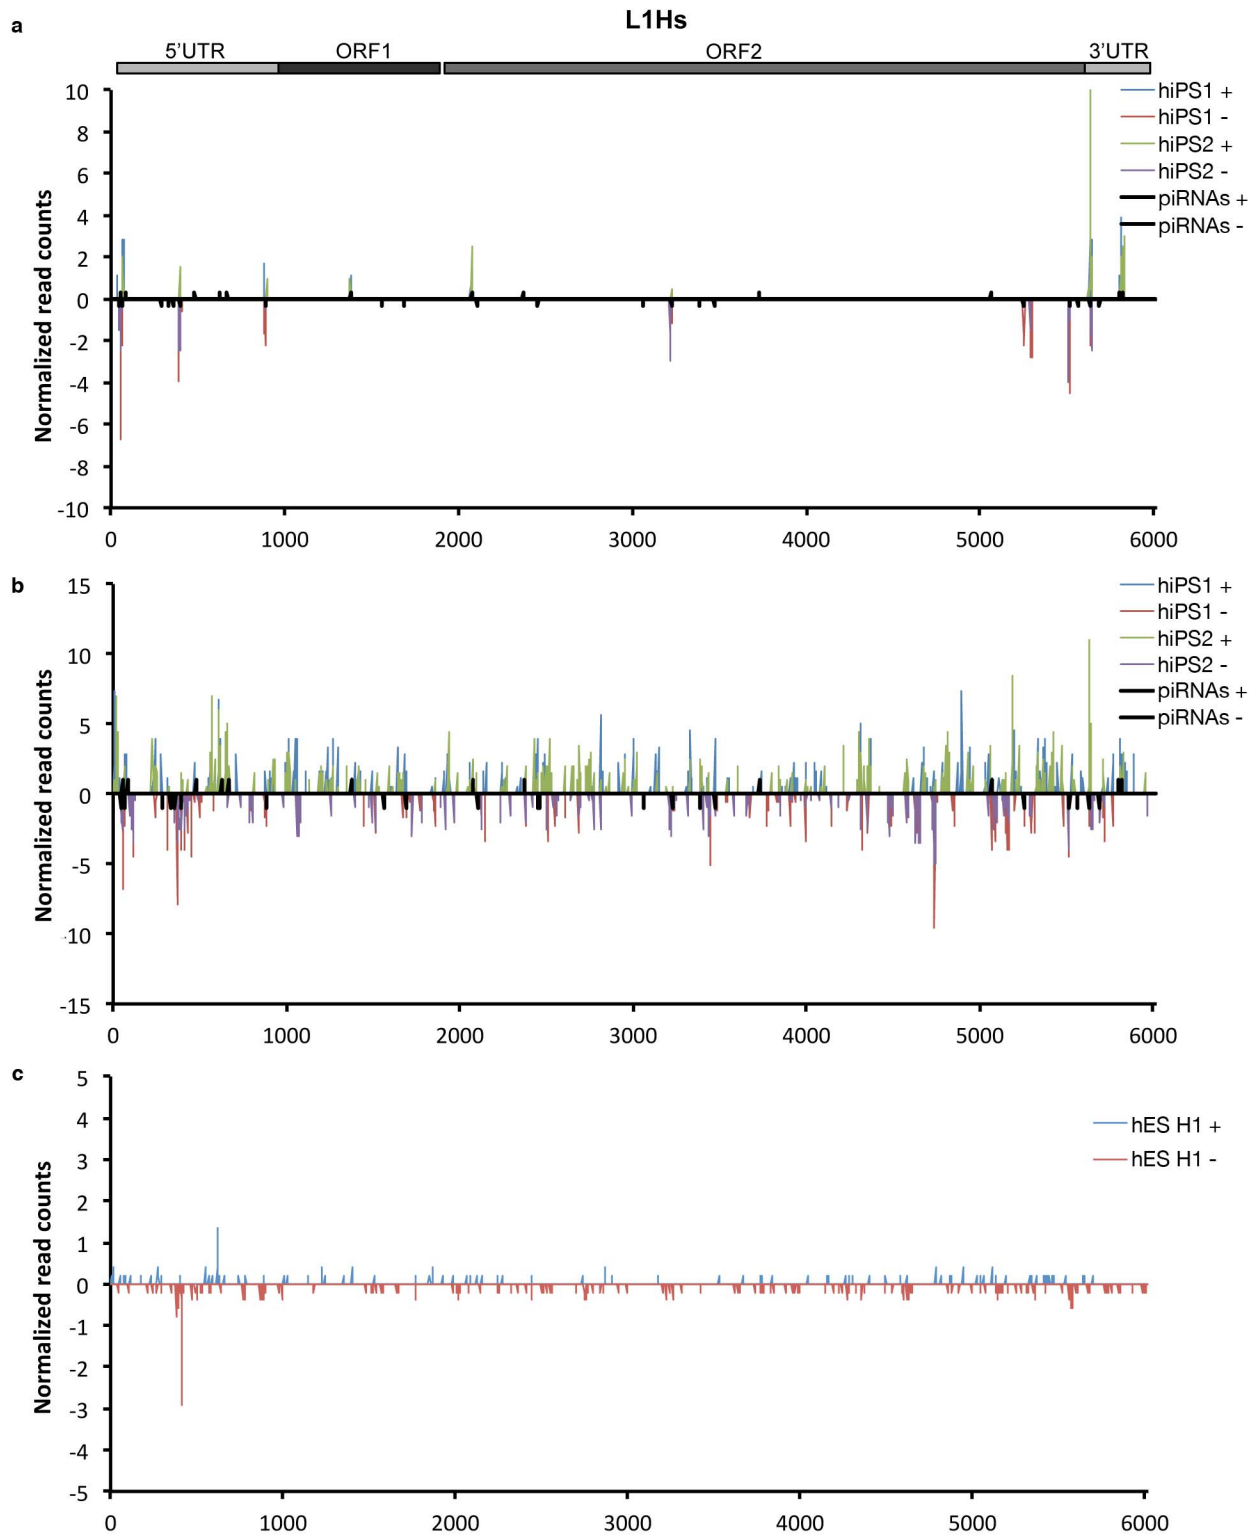 a
L1Hs
5'UTR ORF1 ORF2 3'UTR
Normalized read counts
10
8
6
4
2
0
-2
-4
-6
-8
-10
0 1000 2000 3000 4000 5000 6000
hiPS1 +
hiPS1 -
hiPS2 +
hiPS2 -
piRNAs +
piRNAs -
b
Normalized read counts
15
10
5
0
-5
-10
-15
0 1000 2000 3000 4000 5000 6000
hiPS1 +
hiPS1 -
hiPS2 +
hiPS2 -
piRNAs +
piRNAs -
c
Normalized read counts
5
4
3
2
1
0
-1
-2
-3
-4
-5
0 1000 2000 3000 4000 5000 6000
hES H1 +
hES H1 -